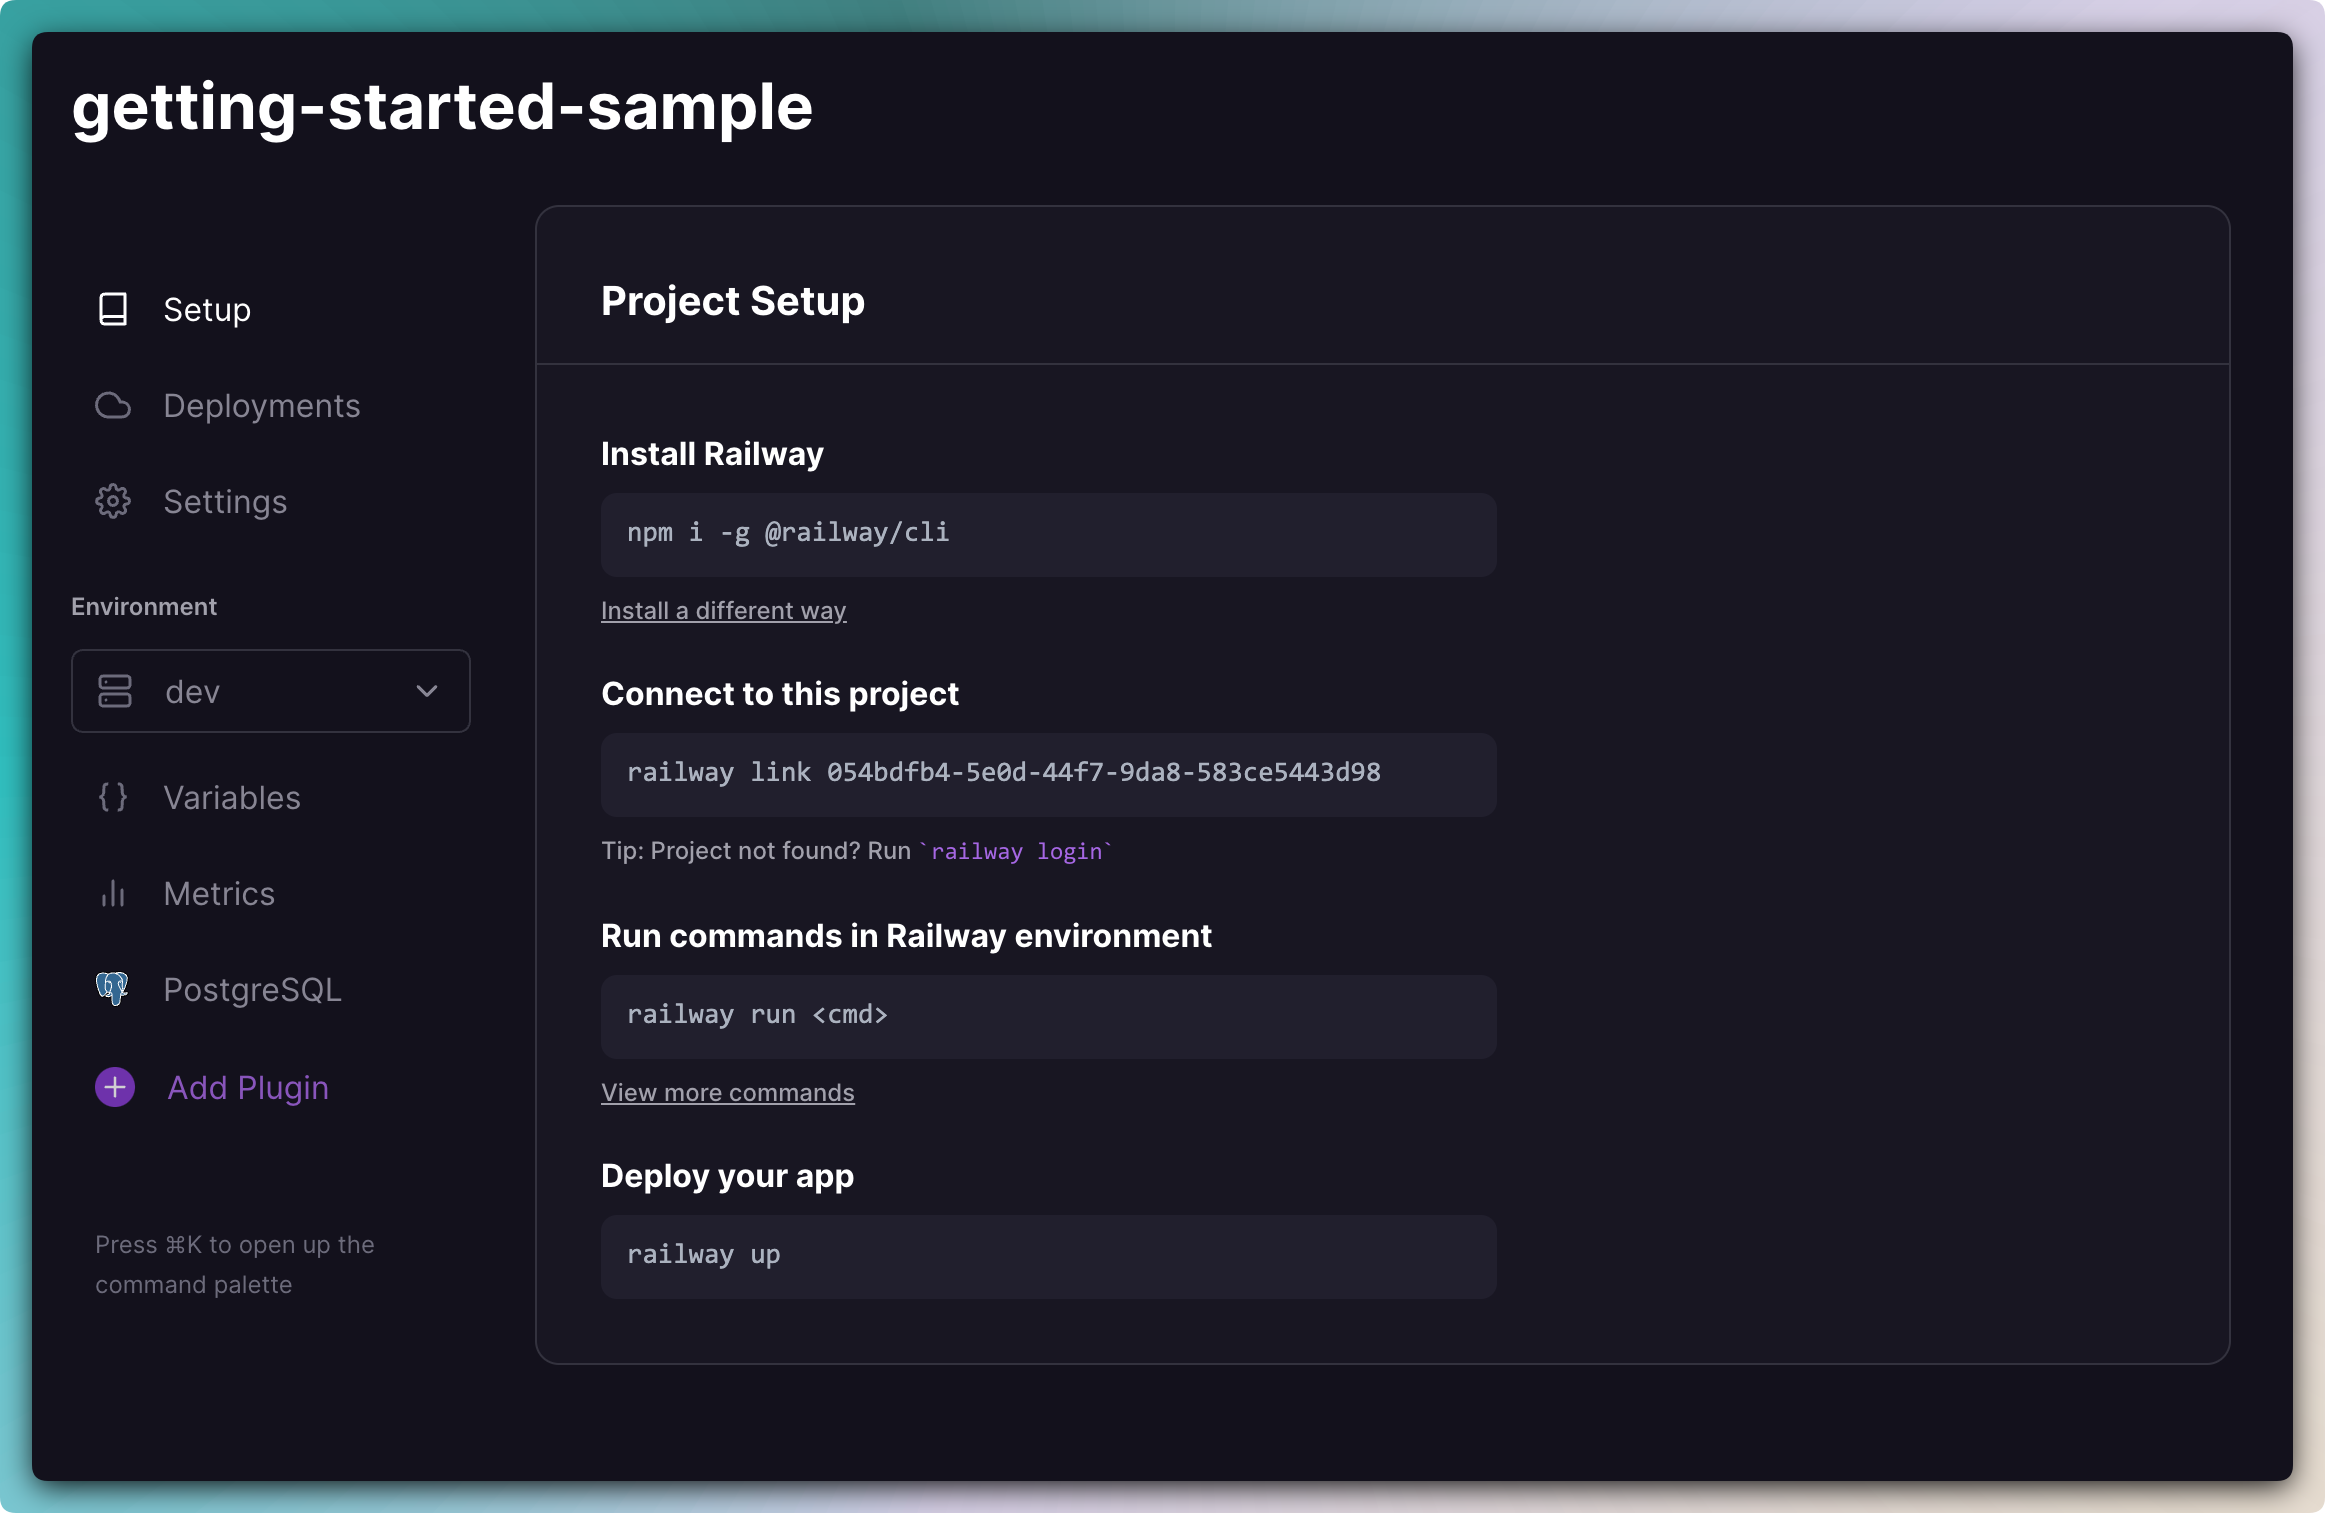 getting-started-sample
Setup
Deployments
Settings
Environment
dev
Variables
Metrics
PostgreSQL
Add Plugin
Press ⌘K to open up the
command palette
Project Setup
Install Railway
npm i -g @railway/cli
Install a different way
Connect to this project
railway link 054bdfb4-5e0d-44f7-9da8-583ce5443d98
Tip: Project not found? Run `railway login`
Run commands in Railway environment
railway run <cmd>
View more commands
Deploy your app
railway up